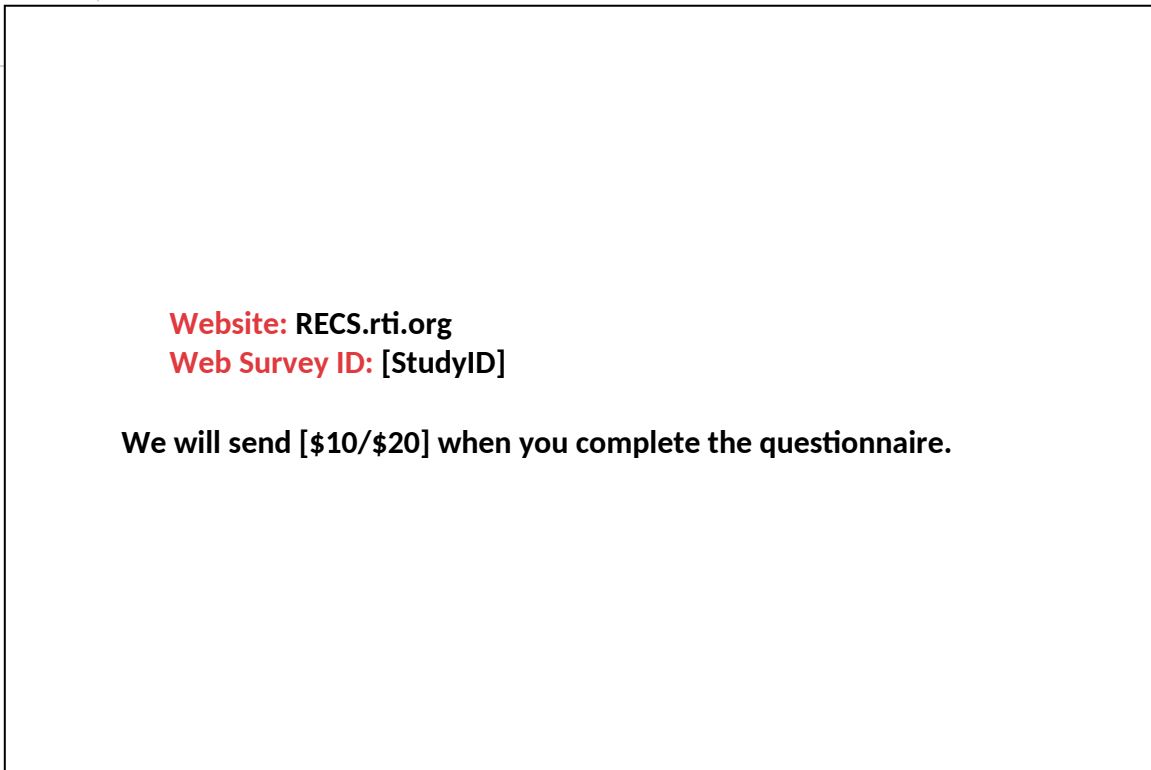 Website: RECS.rti.org
Web Survey ID: [StudyID]
We will send [$10/$20] when you complete the questionnaire.